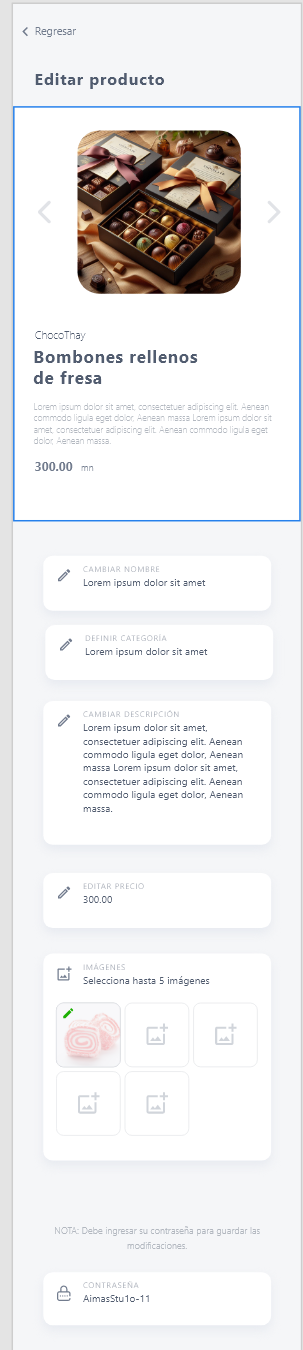 Regresar
Editar producto
ChocoThay
Bombones rellenos
de fresa
Lorem ipsum dolor sit amet, consectetuer adipiscing elit. Aenean
commodo ligula eget dolor. Aenean massa Lorem ipsum dolor sit
amet, consectetuer adipiscing elit. Aenean commodo ligula eget
dolor, Aenean massa.
300.00 mn.
CAMBIAR NOMBRE
Lorem ipsum dolor sit amet
DEFINIR CATEGORÍA
Lorem ipsum dolor sit amet
CAMBIAR DESCRIPCIÓN
Lorem ipsum dolor sit amet,
consectetuer adipiscing elit. Aenean
commodo ligula eget dolor, Aenean
massa Lorem ipsum dolor sit amet,
consectetuer adipiscing elit. Aenean
commodo ligula eget dolor, Aenean
massa.
EDITAR PRECIO
300.00
IMÁGENES
Selecciona hasta 5 imágenes
NOTA: Debe ingresar su contraseña para guardar las
modificaciones.
CONTRASEÑA
AimasStu1o-11